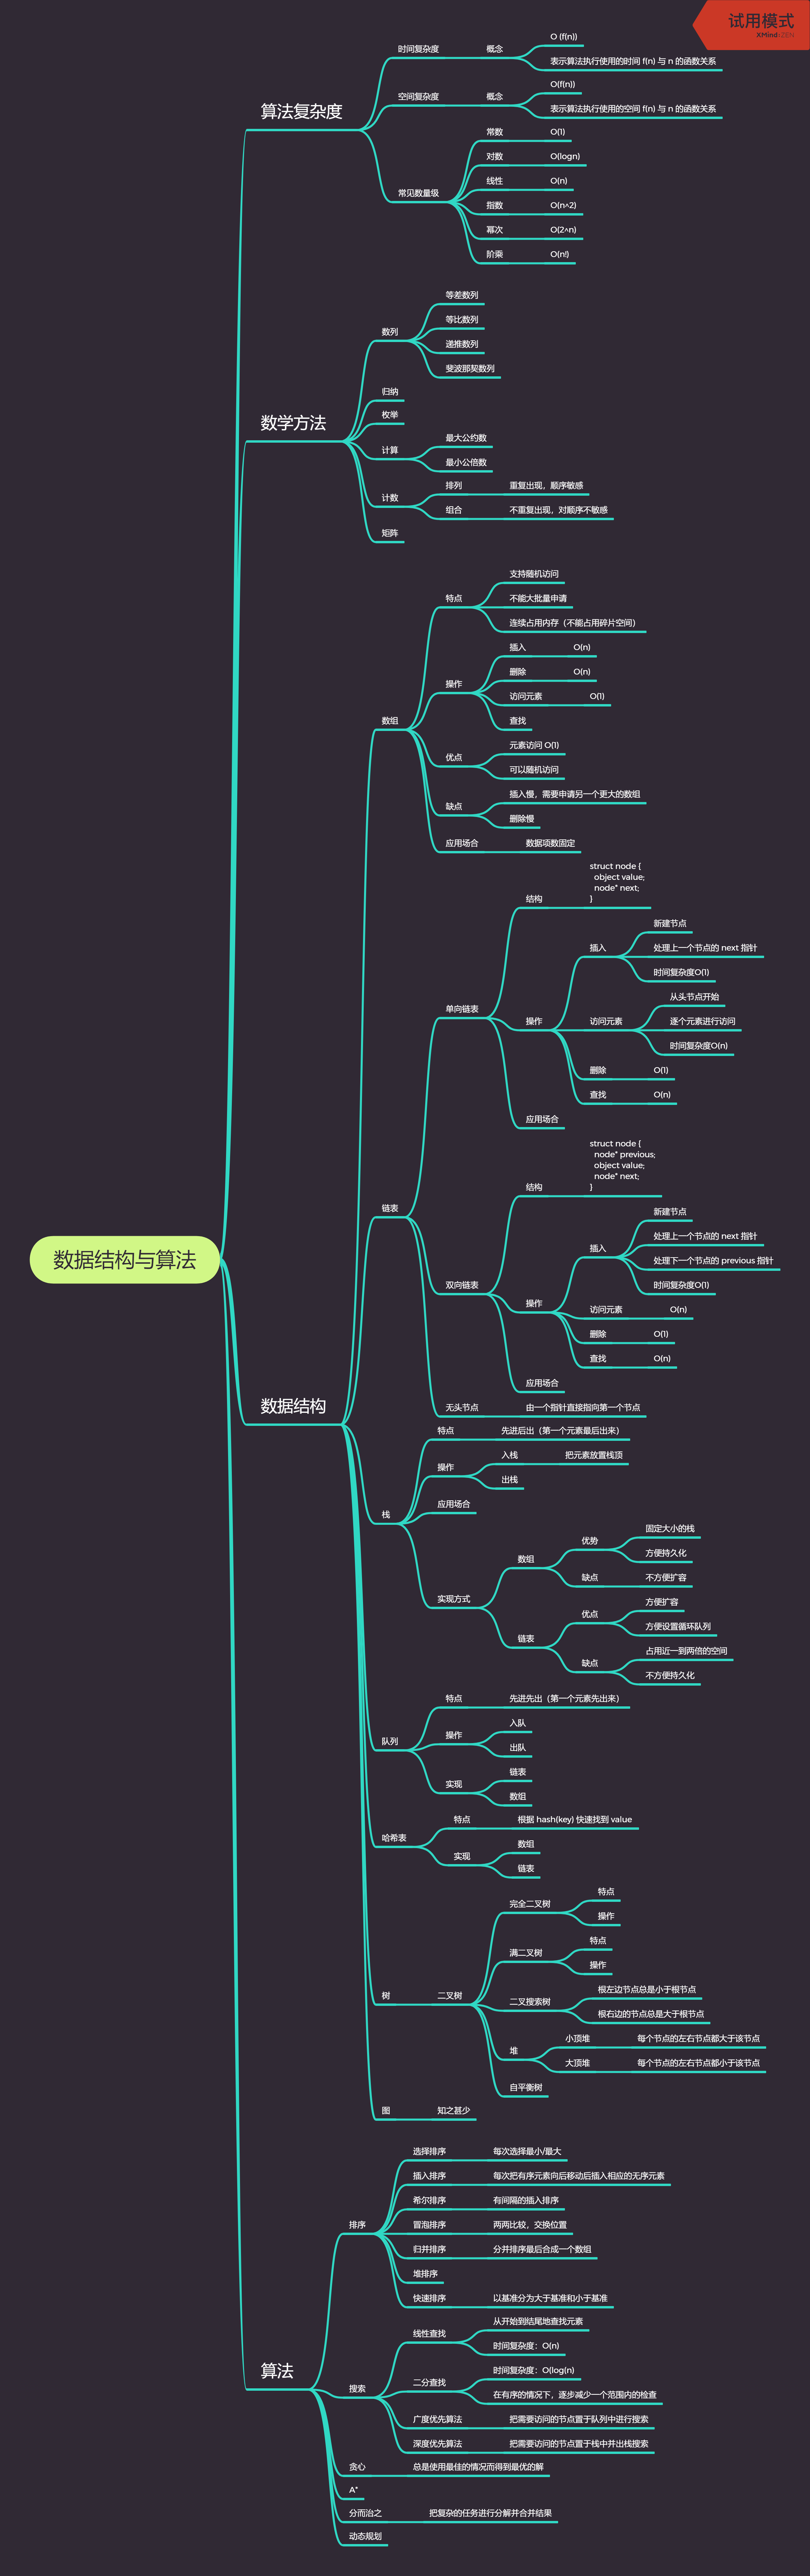 试用模式
XMind:ZEN
数据结构与算法
算法复杂度
时间复杂度
概念
O (f(n))
表示算法执行使用的时间 f(n) 与 n 的函数关系
空间复杂度
概念
O(f(n))
表示算法执行使用的空间 f(n) 与 n 的函数关系
常见数量级
常数
O(1)
对数
O(logn)
线性
O(n)
指数
O(n^2)
幂次
O(2^n)
阶乘
O(n!)
数学方法
数列
等差数列
等比数列
递推数列
斐波那契数列
归纳
枚举
计算
最大公约数
最小公倍数
计数
排列
重复出现，顺序敏感
组合
不重复出现，对顺序不敏感
矩阵
数据结构
数组
特点
支持随机访问
不能大批量申请
连续占用内存（不能占用碎片空间）
操作
插入
O(n)
删除
O(n)
访问元素
O(1)
查找
优点
元素访问 O(1)
可以随机访问
缺点
插入慢，需要申请另一个更大的数组
删除慢
应用场合
数据项数固定
链表
单向链表
结构
struct node {
object value;
node* next;
}
操作
插入
新建节点
处理上一个节点的 next 指针
时间复杂度O(1)
访问元素
从头节点开始
逐个元素进行访问
时间复杂度O(n)
删除
O(1)
查找
O(n)
应用场合
双向链表
结构
struct node {
node* previous;
object value;
node* next;
}
操作
插入
新建节点
处理上一个节点的 next 指针
处理下一个节点的 previous 指针
时间复杂度O(1)
访问元素
O(n)
删除
O(1)
查找
O(n)
应用场合
无头节点
由一个指针直接指向第一个节点
栈
特点
先进后出（第一个元素最后出来）
操作
入栈
把元素放置栈顶
出栈
应用场合
实现方式
数组
优势
固定大小的栈
方便持久化
缺点
不方便扩容
链表
优点
方便扩容
方便设置循环队列
缺点
占用近一到两倍的空间
不方便持久化
队列
特点
先进先出（第一个元素先出来）
操作
入队
出队
实现
链表
数组
哈希表
特点
根据 hash(key) 快速找到 value
实现
数组
链表
树
二叉树
完全二叉树
特点
操作
满二叉树
特点
操作
二叉搜索树
根左边节点总是小于根节点
根右边的节点总是大于根节点
堆
小顶堆
每个节点的左右节点都大于该节点
大顶堆
每个节点的左右节点都小于该节点
自平衡树
图
知之甚少
算法
排序
选择排序
每次选择最小/最大
插入排序
每次把有序元素向后移动后插入相应的无序元素
希尔排序
有间隔的插入排序
冒泡排序
两两比较，交换位置
归并排序
分并排序最后合成一个数组
堆排序
快速排序
以基准分为大于基准和小于基准
搜索
线性查找
从开始到结尾地查找元素
时间复杂度：O(n)
二分查找
时间复杂度：O(log(n)
在有序的情况下，逐步减少一个范围内的检查
广度优先算法
把需要访问的节点置于队列中进行搜索
深度优先算法
把需要访问的节点置于栈中并出栈搜索
贪心
总是使用最佳的情况而得到最优的解
A*
分而治之
把复杂的任务进行分解并合并结果
动态规划